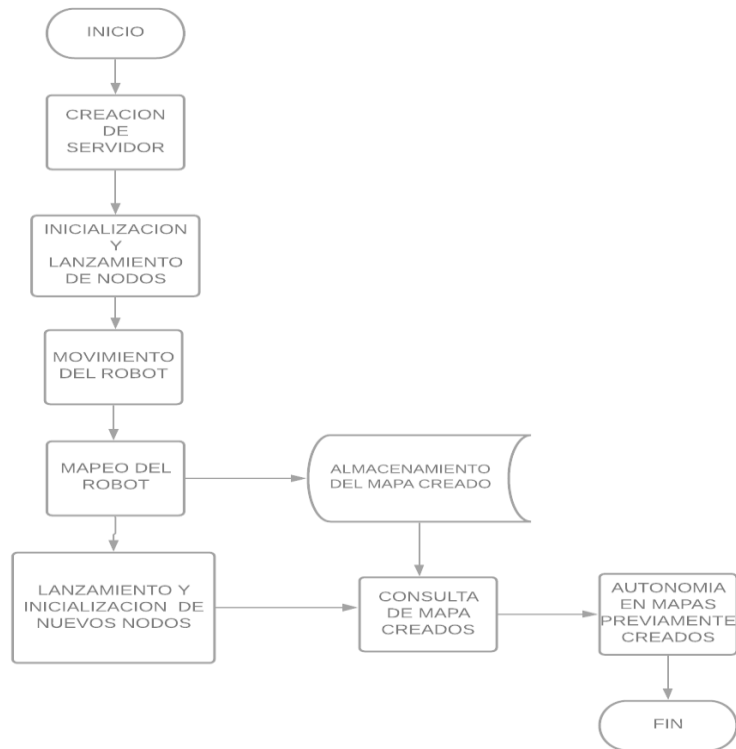 INICIO
CREACION
DE
SERVIDOR
INICIALIZACION
Y
LANZAMIENTO
DE NODOS
MOVIMIENTO
DEL ROBOT
MAPEO DEL
ROBOT
ALMACENAMIENTO
DEL MAPA CREADO
LANZAMIENTO Y
INICIALIZACION DE
NUEVOS NODOS
CONSULTA
DE MAPA
CREADOS
AUTONOMIA
EN MAPAS
PREVIAMENTE
CREADOS
FIN